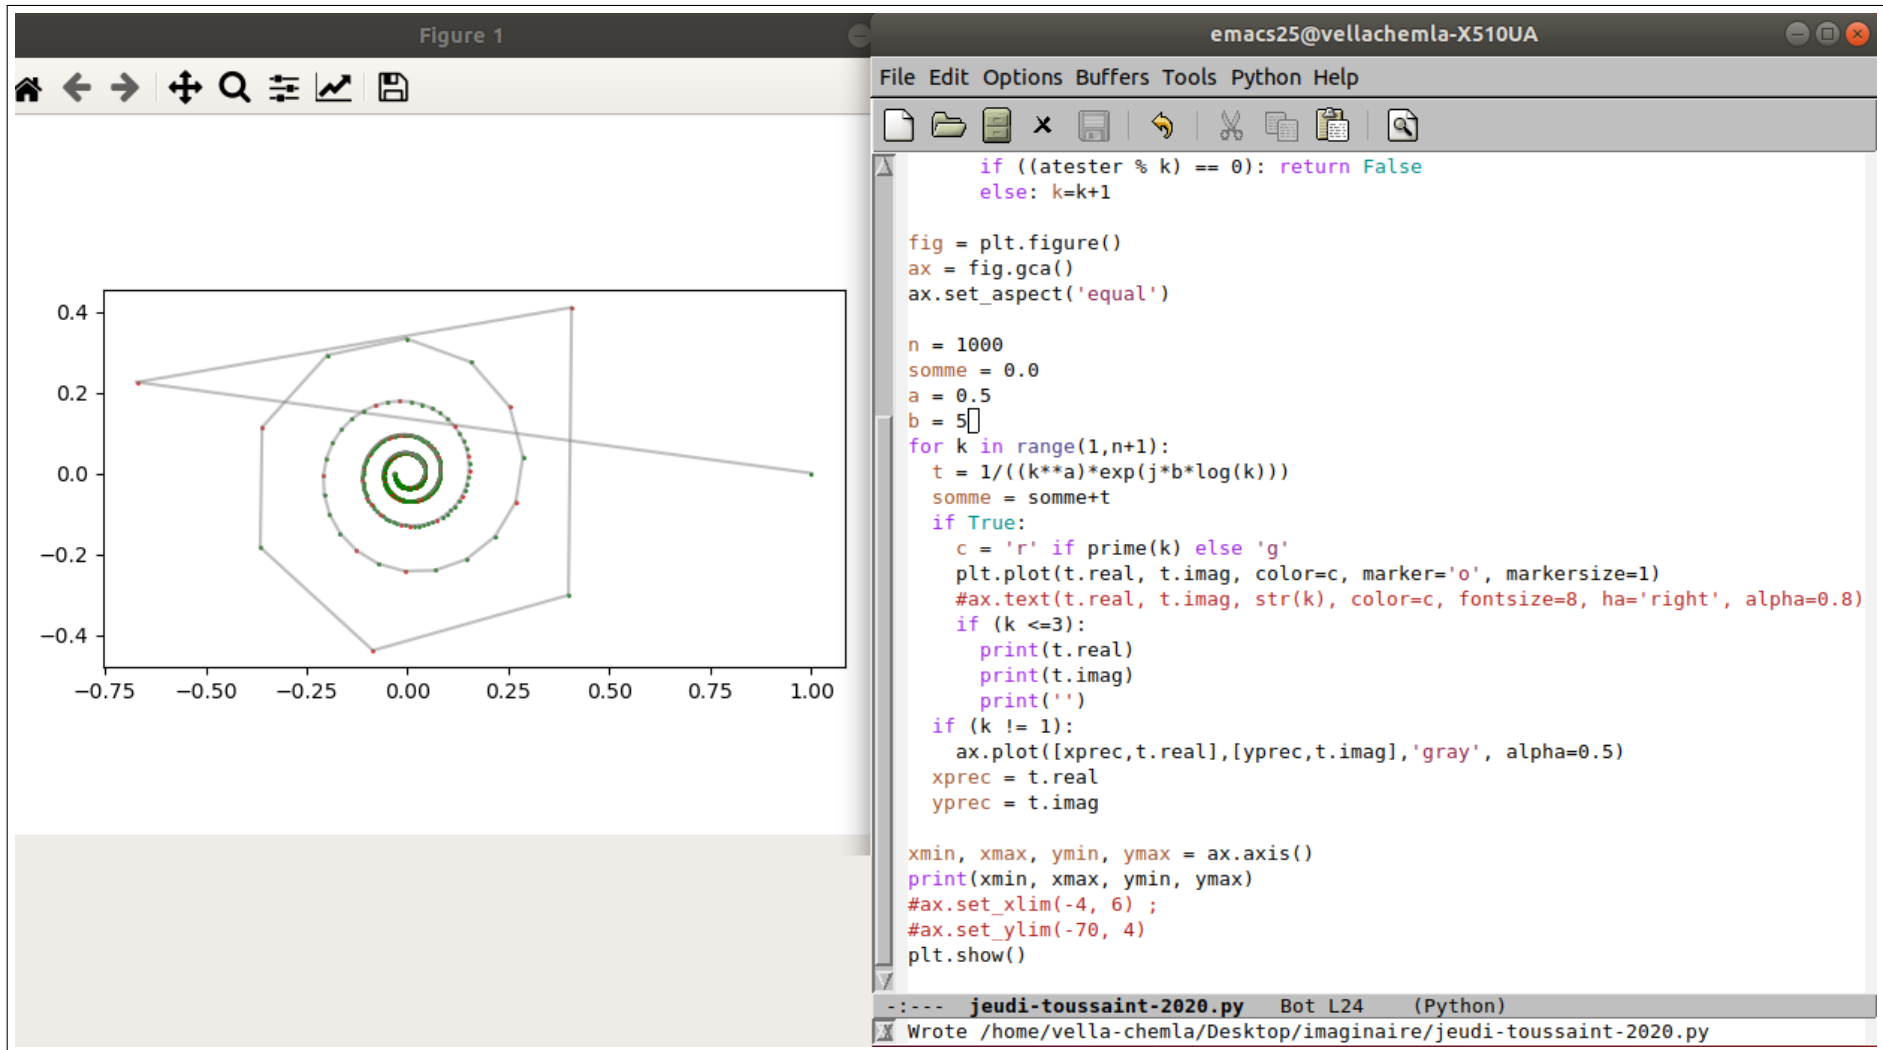 Figure 1
0.4
0.2
0.0
−0.2
−0.4
−0.75 −0.50 −0.25 0.00 0.25 0.50 0.75 1.00
emacs25@vellachemla-X510UA
File Edit Options Buffers Tools Python Help
      if ((atester % k) == 0): return False
      else: k=k+1

fig = plt.figure()
ax = fig.gca()
ax.set_aspect('equal')

n = 1000
somme = 0.0
a = 0.5
b = 5
for k in range(1,n+1):
  t = 1/((k**a)*exp(j*b*log(k)))
  somme = somme+t
  if True:
    c = 'r' if prime(k) else 'g'
    plt.plot(t.real, t.imag, color=c, marker='o', markersize=1)
    #ax.text(t.real, t.imag, str(k), color=c, fontsize=8, ha='right', alpha=0.8)
    if (k <=3):
      print(t.real)
      print(t.imag)
      print('')
  if (k != 1):
    ax.plot([xprec,t.real],[yprec,t.imag],'gray', alpha=0.5)
  xprec = t.real
  yprec = t.imag

xmin, xmax, ymin, ymax = ax.axis()
print(xmin, xmax, ymin, ymax)
#ax.set_xlim(-4, 6) ;
#ax.set_ylim(-70, 4)
plt.show()
-:--- jeudi-toussaint-2020.py Bot L24 (Python)
Wrote /home/vella-chemla/Desktop/imaginaire/jeudi-toussaint-2020.py